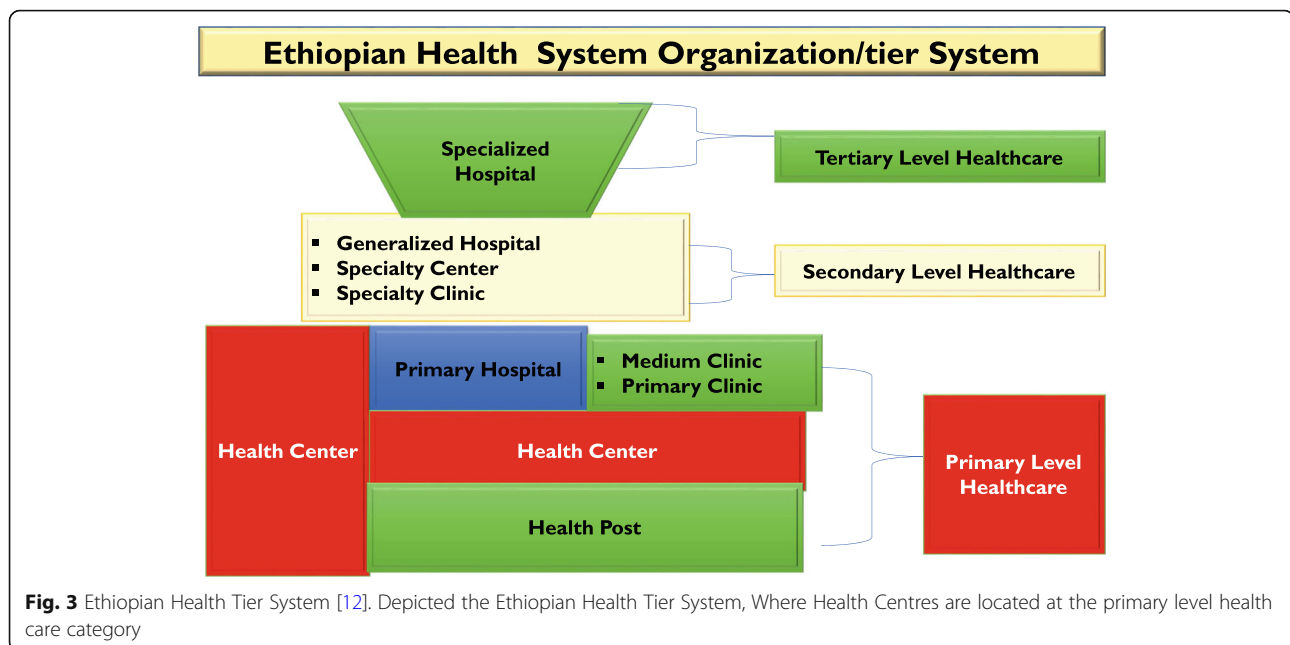 Ethiopian Health System Organization/tier System
Specialized
Hospital
Tertiary Level Healthcare
▪ Generalized Hospital
▪ Specialty Center
▪ Specialty Clinic
Secondary Level Healthcare
Health Center
Primary Hospital
▪ Medium Clinic
▪ Primary Clinic
Health Center
Health Post
Primary Level
Healthcare
Fig. 3 Ethiopian Health Tier System [12]. Depicted the Ethiopian Health Tier System, Where Health Centres are located at the primary level health
care category